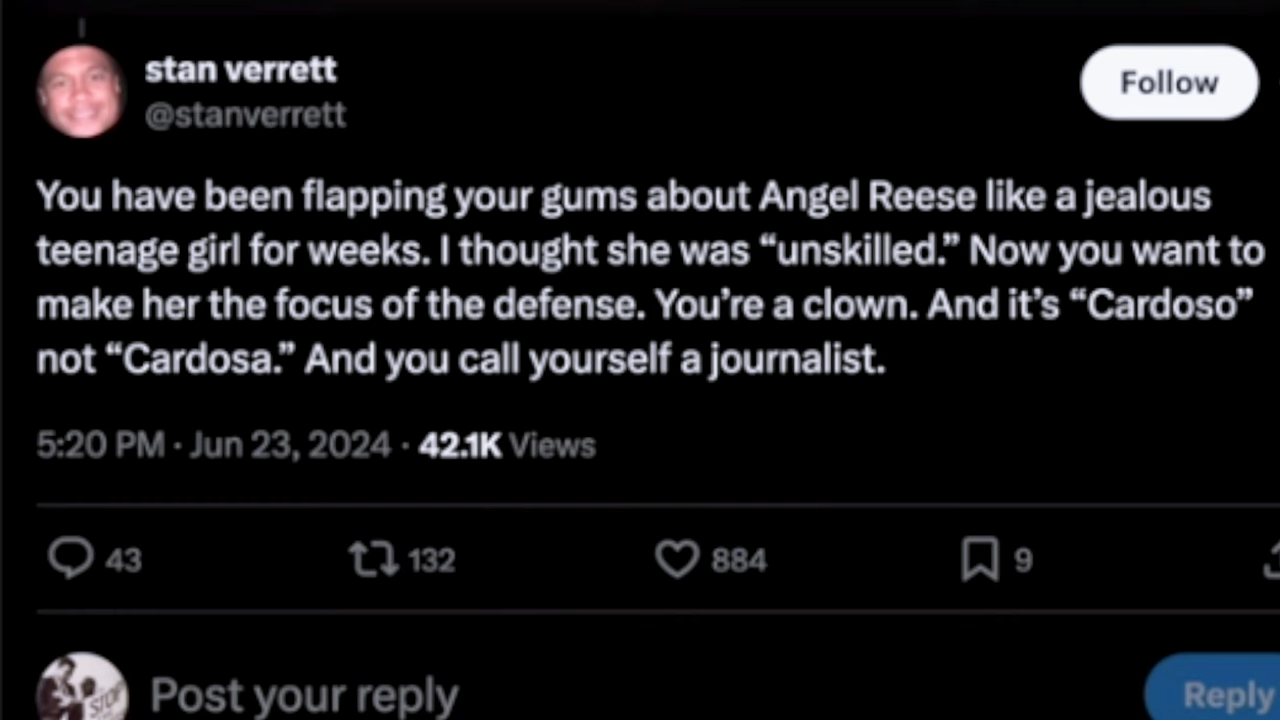 stan verrett
@stanverrett
Follow
You have been flapping your gums about Angel Reese like a jealous
teenage girl for weeks. I thought she was “unskilled.” Now you want to
make her the focus of the defense. You’re a clown. And it’s “Cardoso”
not “Cardosa.” And you call yourself a journalist.
5:20 PM · Jun 23, 2024 · 42.1K Views
43 132 884 9
Post your reply
Reply